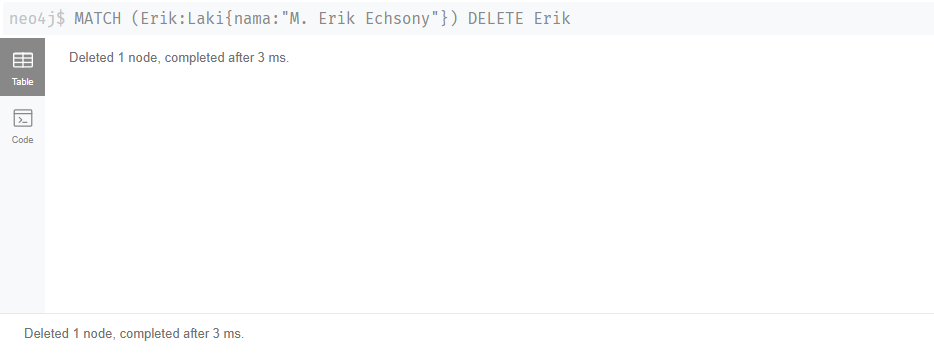 neo4j$ MATCH (Erik:Laki{nama:"M. Erik Echsony"}) DELETE Erik
Deleted 1 node, completed after 3 ms.
Table
Code
Deleted 1 node, completed after 3 ms.